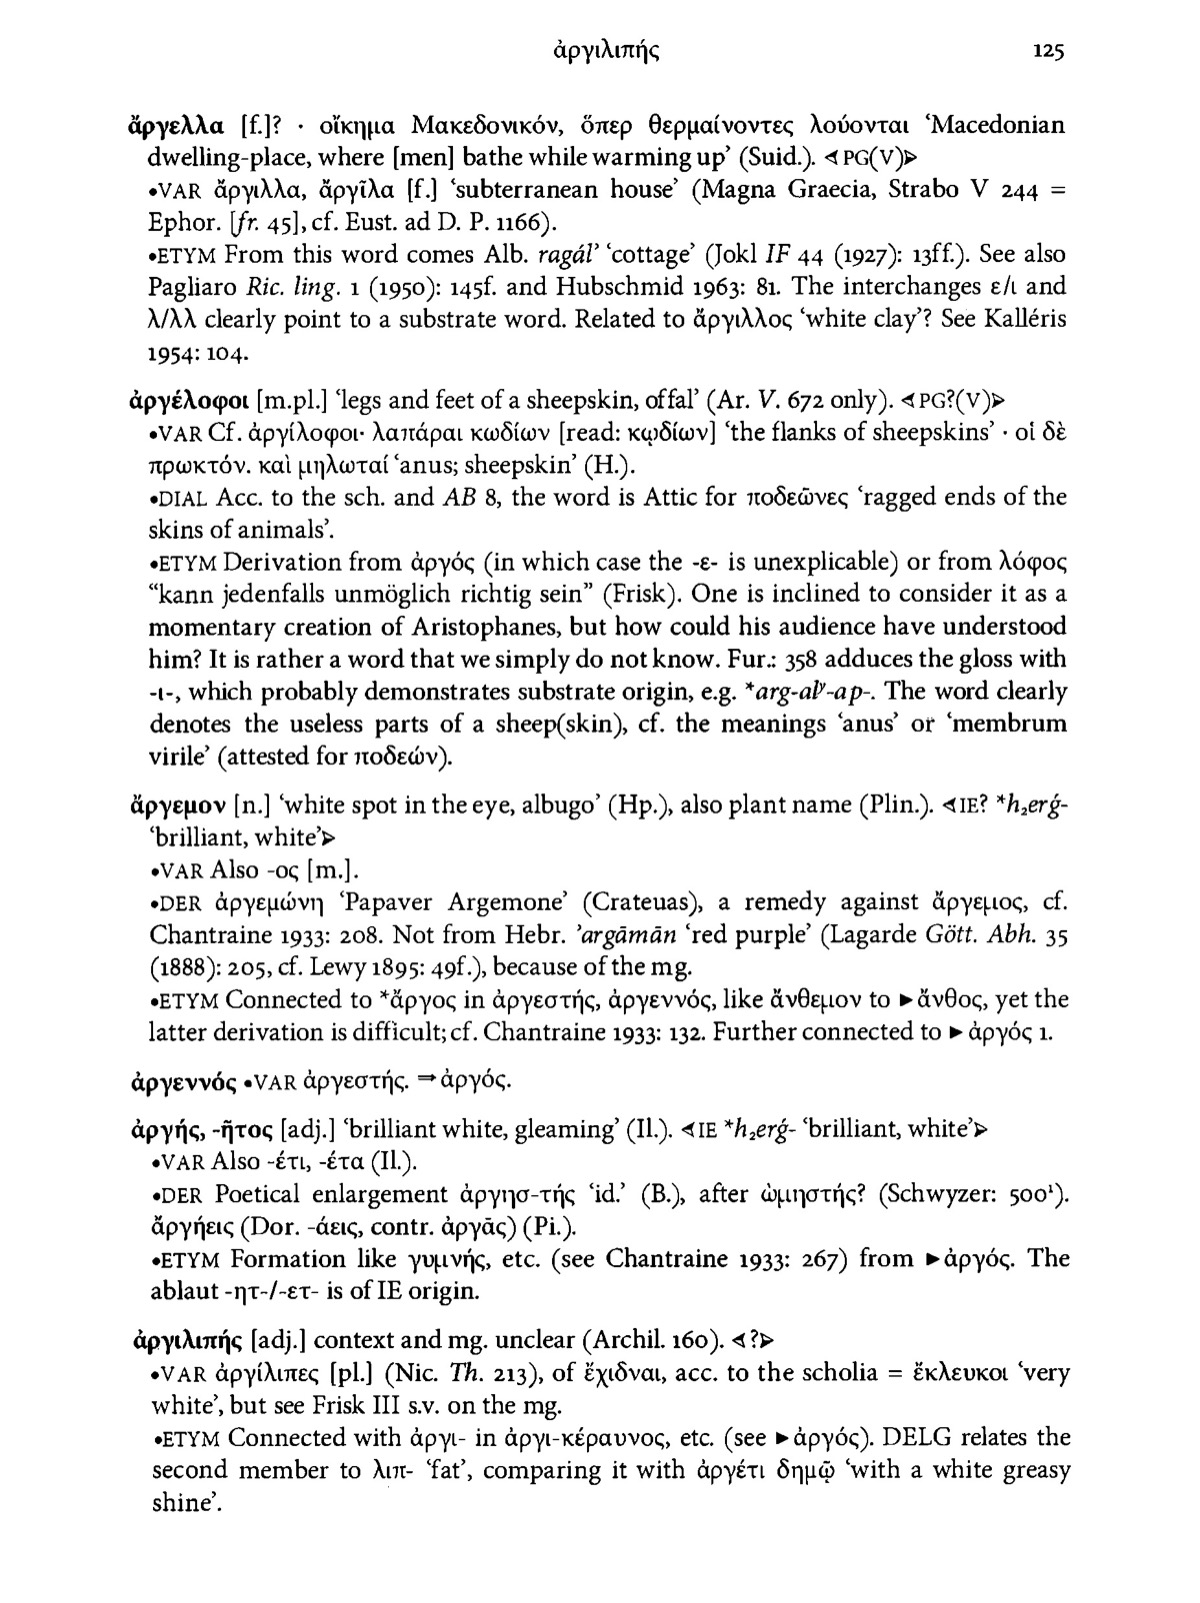 ἀργιλιπής 125
ἄργελλα [f.]? · οἴκημα Μακεδονικόν, ὅπερ θερμαίνοντες λούονται ‘Macedonian
dwelling-place, where [men] bathe while warming up’ (Suid.). ⊲PG(V)⊳
•VAR ἄργιλλα, ἄργῑλα [f.] ‘subterranean house’ (Magna Graecia, Strabo V 244 =
Ephor. [fr. 45], cf. Eust. ad D. P. 1166).
•ETYM From this word comes Alb. ragál’ ‘cottage’ (Jokl IF 44 (1927): 13ff.). See also
Pagliaro Ric. ling. 1 (1950): 145f. and Hubschmid 1963: 81. The interchanges ε/ι and
λ/λλ clearly point to a substrate word. Related to ἄργιλλος ‘white clay’? See Kalléris
1954: 104.
ἀργέλοφοι [m.pl.] ‘legs and feet of a sheepskin, offal’ (Ar. V. 672 only). ⊲PG?(V)⊳
•VAR Cf. ἀργίλοφοι· λαπάραι κωδίων [read: κῳδίων] ‘the flanks of sheepskins’ · οἱ δὲ
πρωκτόν. καὶ μηλωταί ‘anus; sheepskin’ (H.).
•DIAL Acc. to the sch. and AB 8, the word is Attic for ποδεῶνες ‘ragged ends of the
skins of animals’.
•ETYM Derivation from ἀργός (in which case the -ε- is unexplicable) or from λόφος
“kann jedenfalls unmöglich richtig sein” (Frisk). One is inclined to consider it as a
momentary creation of Aristophanes, but how could his audience have understood
him? It is rather a word that we simply do not know. Fur.: 358 adduces the gloss with
-ι-, which probably demonstrates substrate origin, e.g. *arg-alʸ-ap-. The word clearly
denotes the useless parts of a sheep(skin), cf. the meanings ‘anus’ or ‘membrum
virile’ (attested for ποδεών).
ἄργεμον [n.] ‘white spot in the eye, albugo’ (Hp.), also plant name (Plin.). ⊲IE? *h₂erǵ-
‘brilliant, white’⊳
•VAR Also -ος [m.].
•DER ἀργεμώνη ‘Papaver Argemone’ (Crateuas), a remedy against ἄργεμος, cf.
Chantraine 1933: 208. Not from Hebr. ’argāmān ‘red purple’ (Lagarde Gött. Abh. 35
(1888): 205, cf. Lewy 1895: 49f.), because of the mg.
•ETYM Connected to *ἄργος in ἀργεστής, ἀργεννός, like ἄνθεμον to ►ἄνθος, yet the
latter derivation is difficult; cf. Chantraine 1933: 132. Further connected to ►ἀργός 1.
ἀργεννός •VAR ἀργεστής. ⇒ἀργός.
ἀργής, -ῆτος [adj.] ‘brilliant white, gleaming’ (Il.). ⊲IE *h₂erǵ- ‘brilliant, white’⊳
•VAR Also -έτι, -έτα (Il.).
•DER Poetical enlargement ἀργησ-τής ‘id.’ (B.), after ὠμηστής? (Schwyzer: 500¹).
ἄργήεις (Dor. -άεις, contr. ἀργᾶς) (Pi.).
•ETYM Formation like γυμνής, etc. (see Chantraine 1933: 267) from ►ἀργός. The
ablaut -ητ-/-ετ- is of IE origin.
ἀργιλιπής [adj.] context and mg. unclear (Archil. 160). ⊲?⊳
•VAR ἀργίλιπες [pl.] (Nic. Th. 213), of ἔχιδναι, acc. to the scholia = ἔκλευκοι ‘very
white’, but see Frisk III s.v. on the mg.
•ETYM Connected with ἀργι- in ἀργι-κέραυνος, etc. (see ►ἀργός). DELG relates the
second member to λιπ- ‘fat’, comparing it with ἀργέτι δημῷ ‘with a white greasy
shine’.